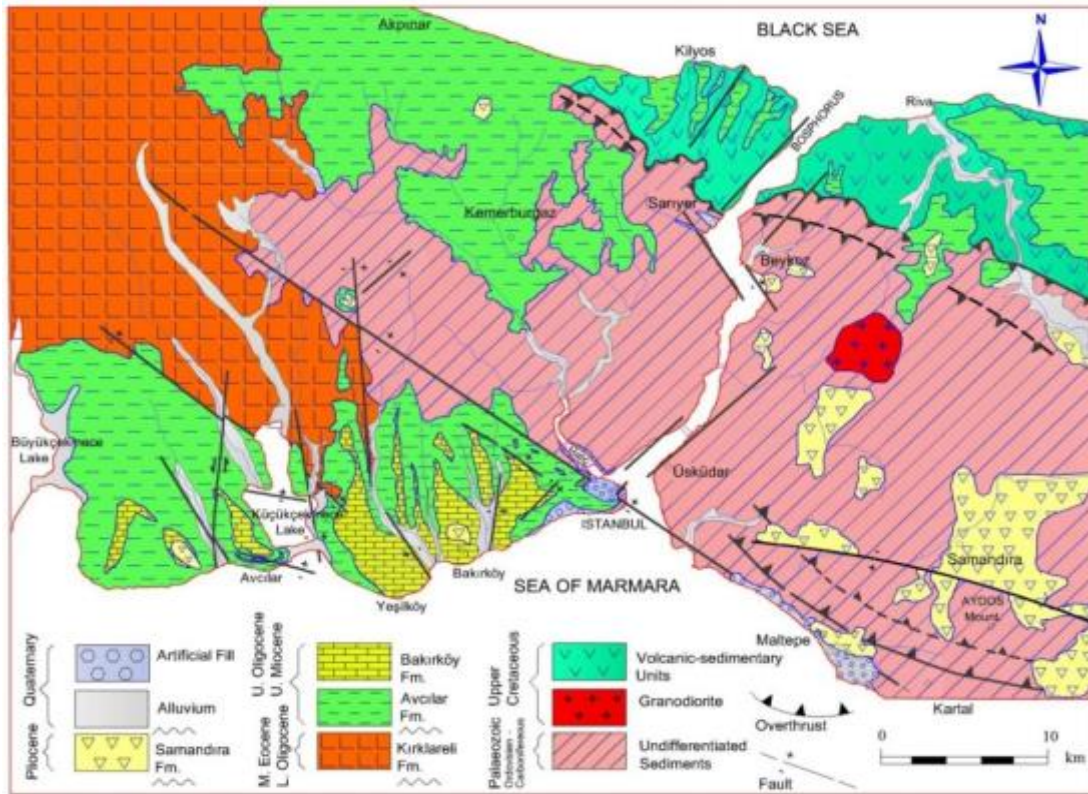 Akpınar
BLACK SEA
N
Kilyos
BOSPHORUS
Riva
Kemerburgaz
Sarıyer
Beykoz
Büyükçekmece
Lake
Üsküdar
Küçükçekmece
Lake
ISTANBUL
Avcılar
Bakırköy
Yeşilköy
SEA OF MARMARA
Samandıra
AYDOS
Mount.
Maltepe
Kartal
Quaternary
Artificial Fill
Alluvium
Pliocene
Samandıra
Fm.
U. Oligocene
U. Miocene
Bakırköy
Fm.
Avcılar
Fm.
M. Eocene
L. Oligocene
Kırklareli
Fm.
Upper
Cretaceous
Volcanic-sedimentary
Units
Granodiorite
Palaeozoic
Ordovisien -
Carboniferous
Undifferentiated
Sediments
Overthrust
Fault
0 10
km